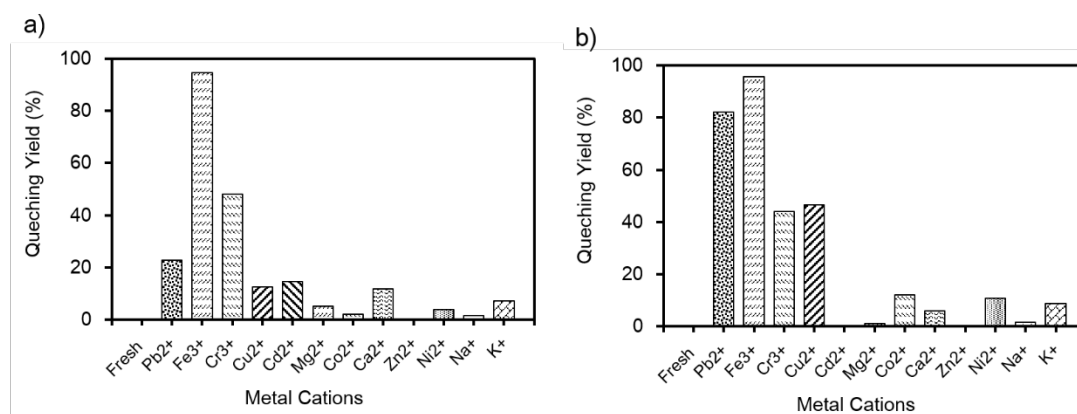 a)
100
80
60
40
20
0
Queching Yield (%)
Fresh
Pb2+
Fe3+
Cr3+
Cu2+
Cd2+
Mg2+
Co2+
Ca2+
Zn2+
Ni2+
Na+
K+
Metal Cations
b)
100
80
60
40
20
0
Queching Yield (%)
Fresh
Pb2+
Fe3+
Cr3+
Cu2+
Cd2+
Mg2+
Co2+
Ca2+
Zn2+
Ni2+
Na+
K+
Metal Cations